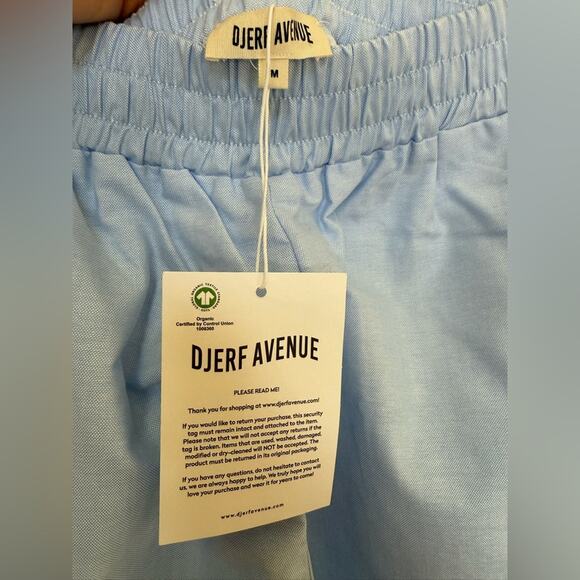 DJERF AVENUE
M
Organic
Certified by Control Union
1008360
DJERF AVENUE
PLEASE READ ME!
Thank you for shopping at www.djerfavenue.com!
If you would like to return your purchase, this security
tag must remain intact and attached to the item.
Please note that we will not accept any returns if the
tag is broken. Items that are used, washed, damaged,
modified or dry-cleaned will NOT be accepted. The
product must be returned in its original packaging.
If you have any questions, do not hesitate to contact
us, we are always happy to help. We truly hope you will
love your purchase and wear it for years to come!
www.djerfavenue.com